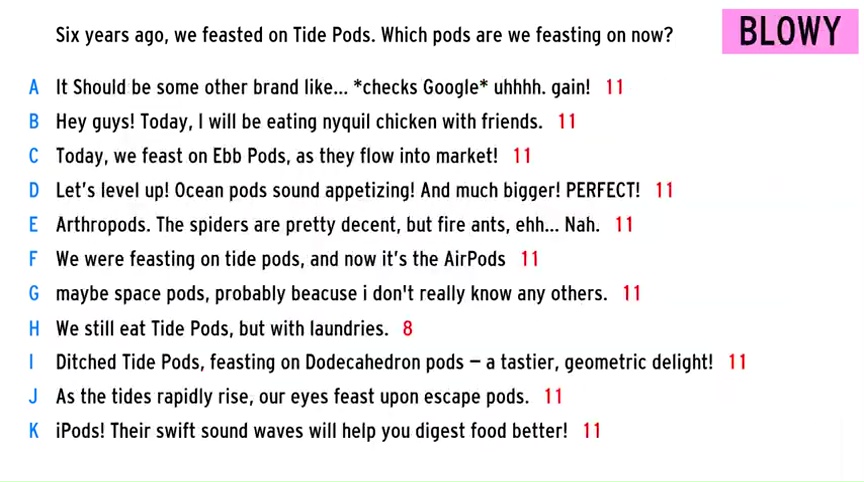 Six years ago, we feasted on Tide Pods. Which pods are we feasting on now?
BLOWY
A It Should be some other brand like... *checks Google* uhhhh. gain! 11
B Hey guys! Today, I will be eating nyquil chicken with friends. 11
C Today, we feast on Ebb Pods, as they flow into market! 11
D Let's level up! Ocean pods sound appetizing! And much bigger! PERFECT! 11
E Arthropods. The spiders are pretty decent, but fire ants, ehh... Nah. 11
F We were feasting on tide pods, and now it's the AirPods 11
G maybe space pods, probably beacuse i don't really know any others. 11
H We still eat Tide Pods, but with laundries. 8
I Ditched Tide Pods, feasting on Dodecahedron pods – a tastier, geometric delight! 11
J As the tides rapidly rise, our eyes feast upon escape pods. 11
K iPods! Their swift sound waves will help you digest food better! 11